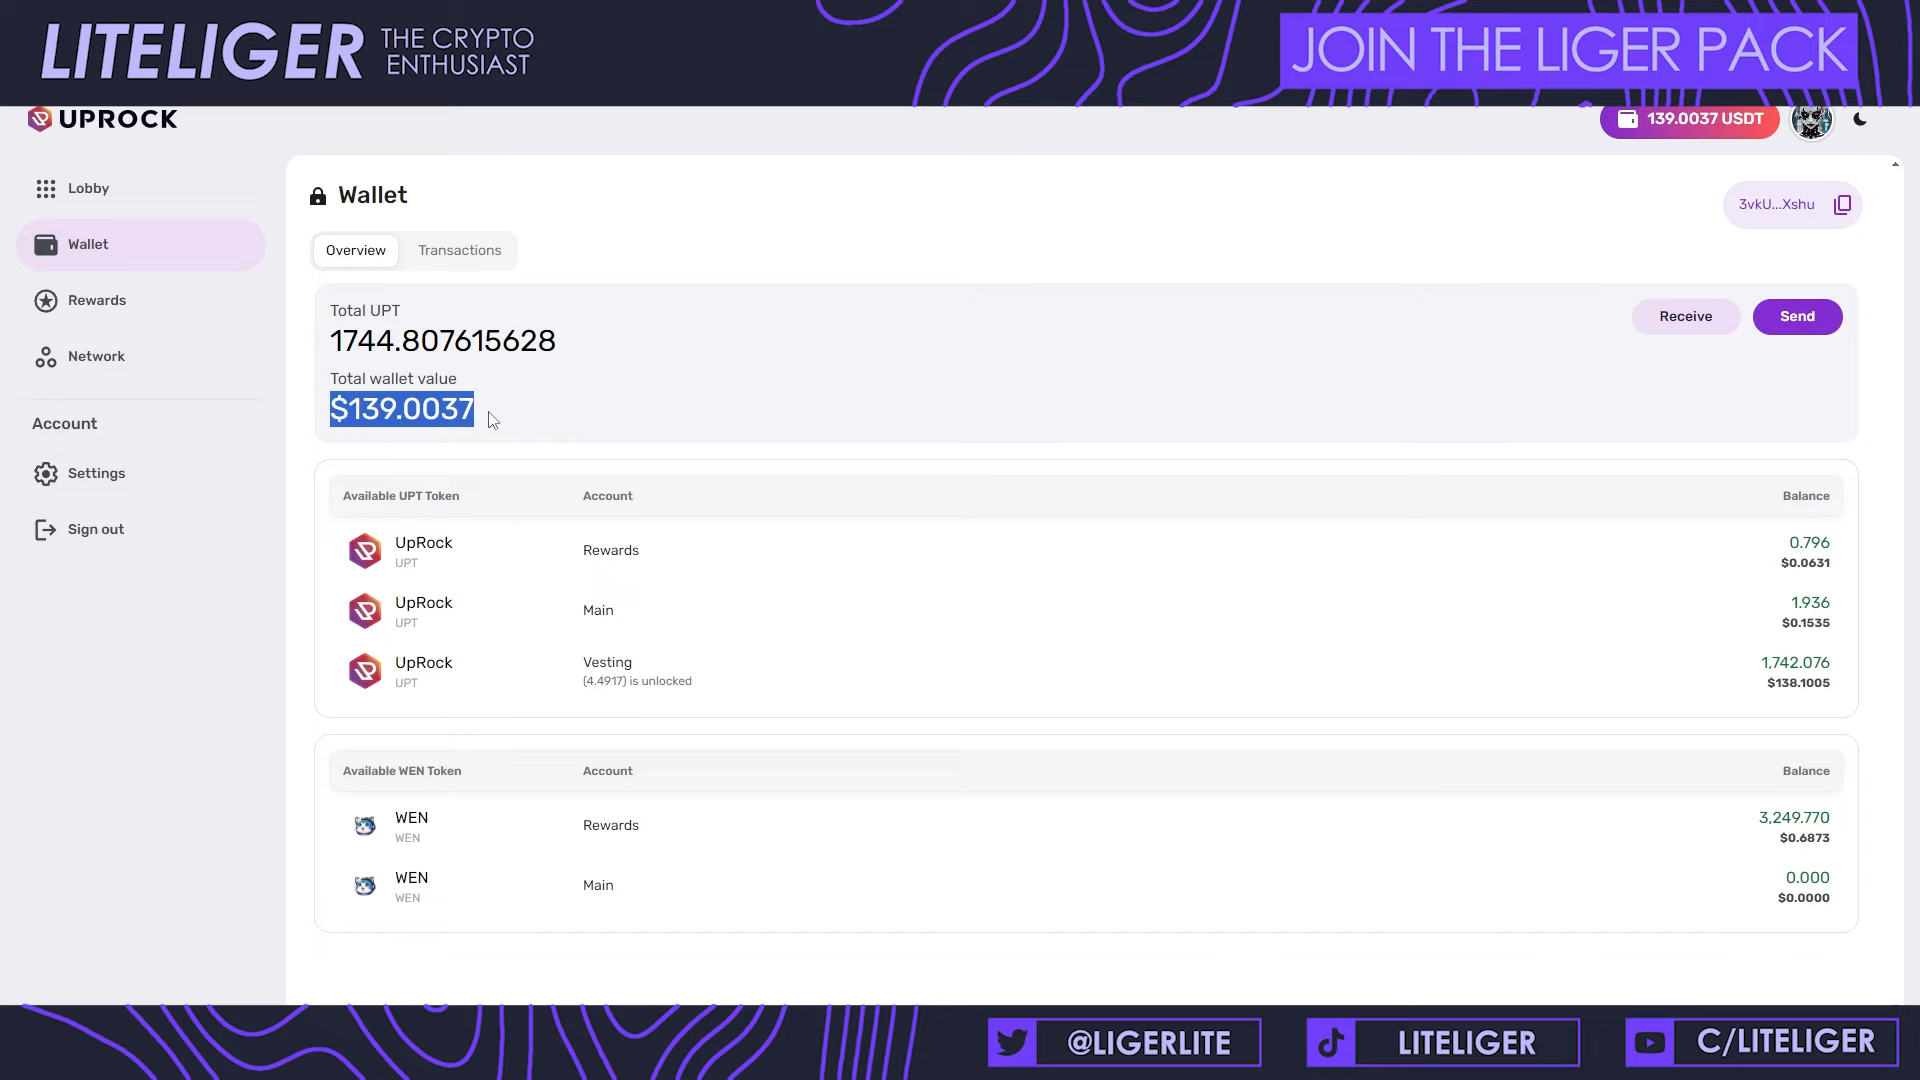 LITELIGER THE CRYPTO
ENTHUSIAST
JOIN THE LIGER PACK
UPROCK
139.0037 USDT
Lobby
Wallet
Rewards
Network
Account
Settings
Sign out
Wallet
3vkU...Xshu
Overview
Transactions
Total UPT
1744.807615628
Receive
Send
Total wallet value
$139.0037
Available UPT Token Account Balance
UpRock
UPT
Rewards
0.796
$0.0631
UpRock
UPT
Main
1.936
$0.1535
UpRock
UPT
Vesting
(4.4917) is unlocked
1,742.076
$138.1005
Available WEN Token Account Balance
WEN
WEN
Rewards
3,249.770
$0.6873
WEN
WEN
Main
0.000
$0.0000
@LIGERLITE
LITELIGER
C/LITELIGER